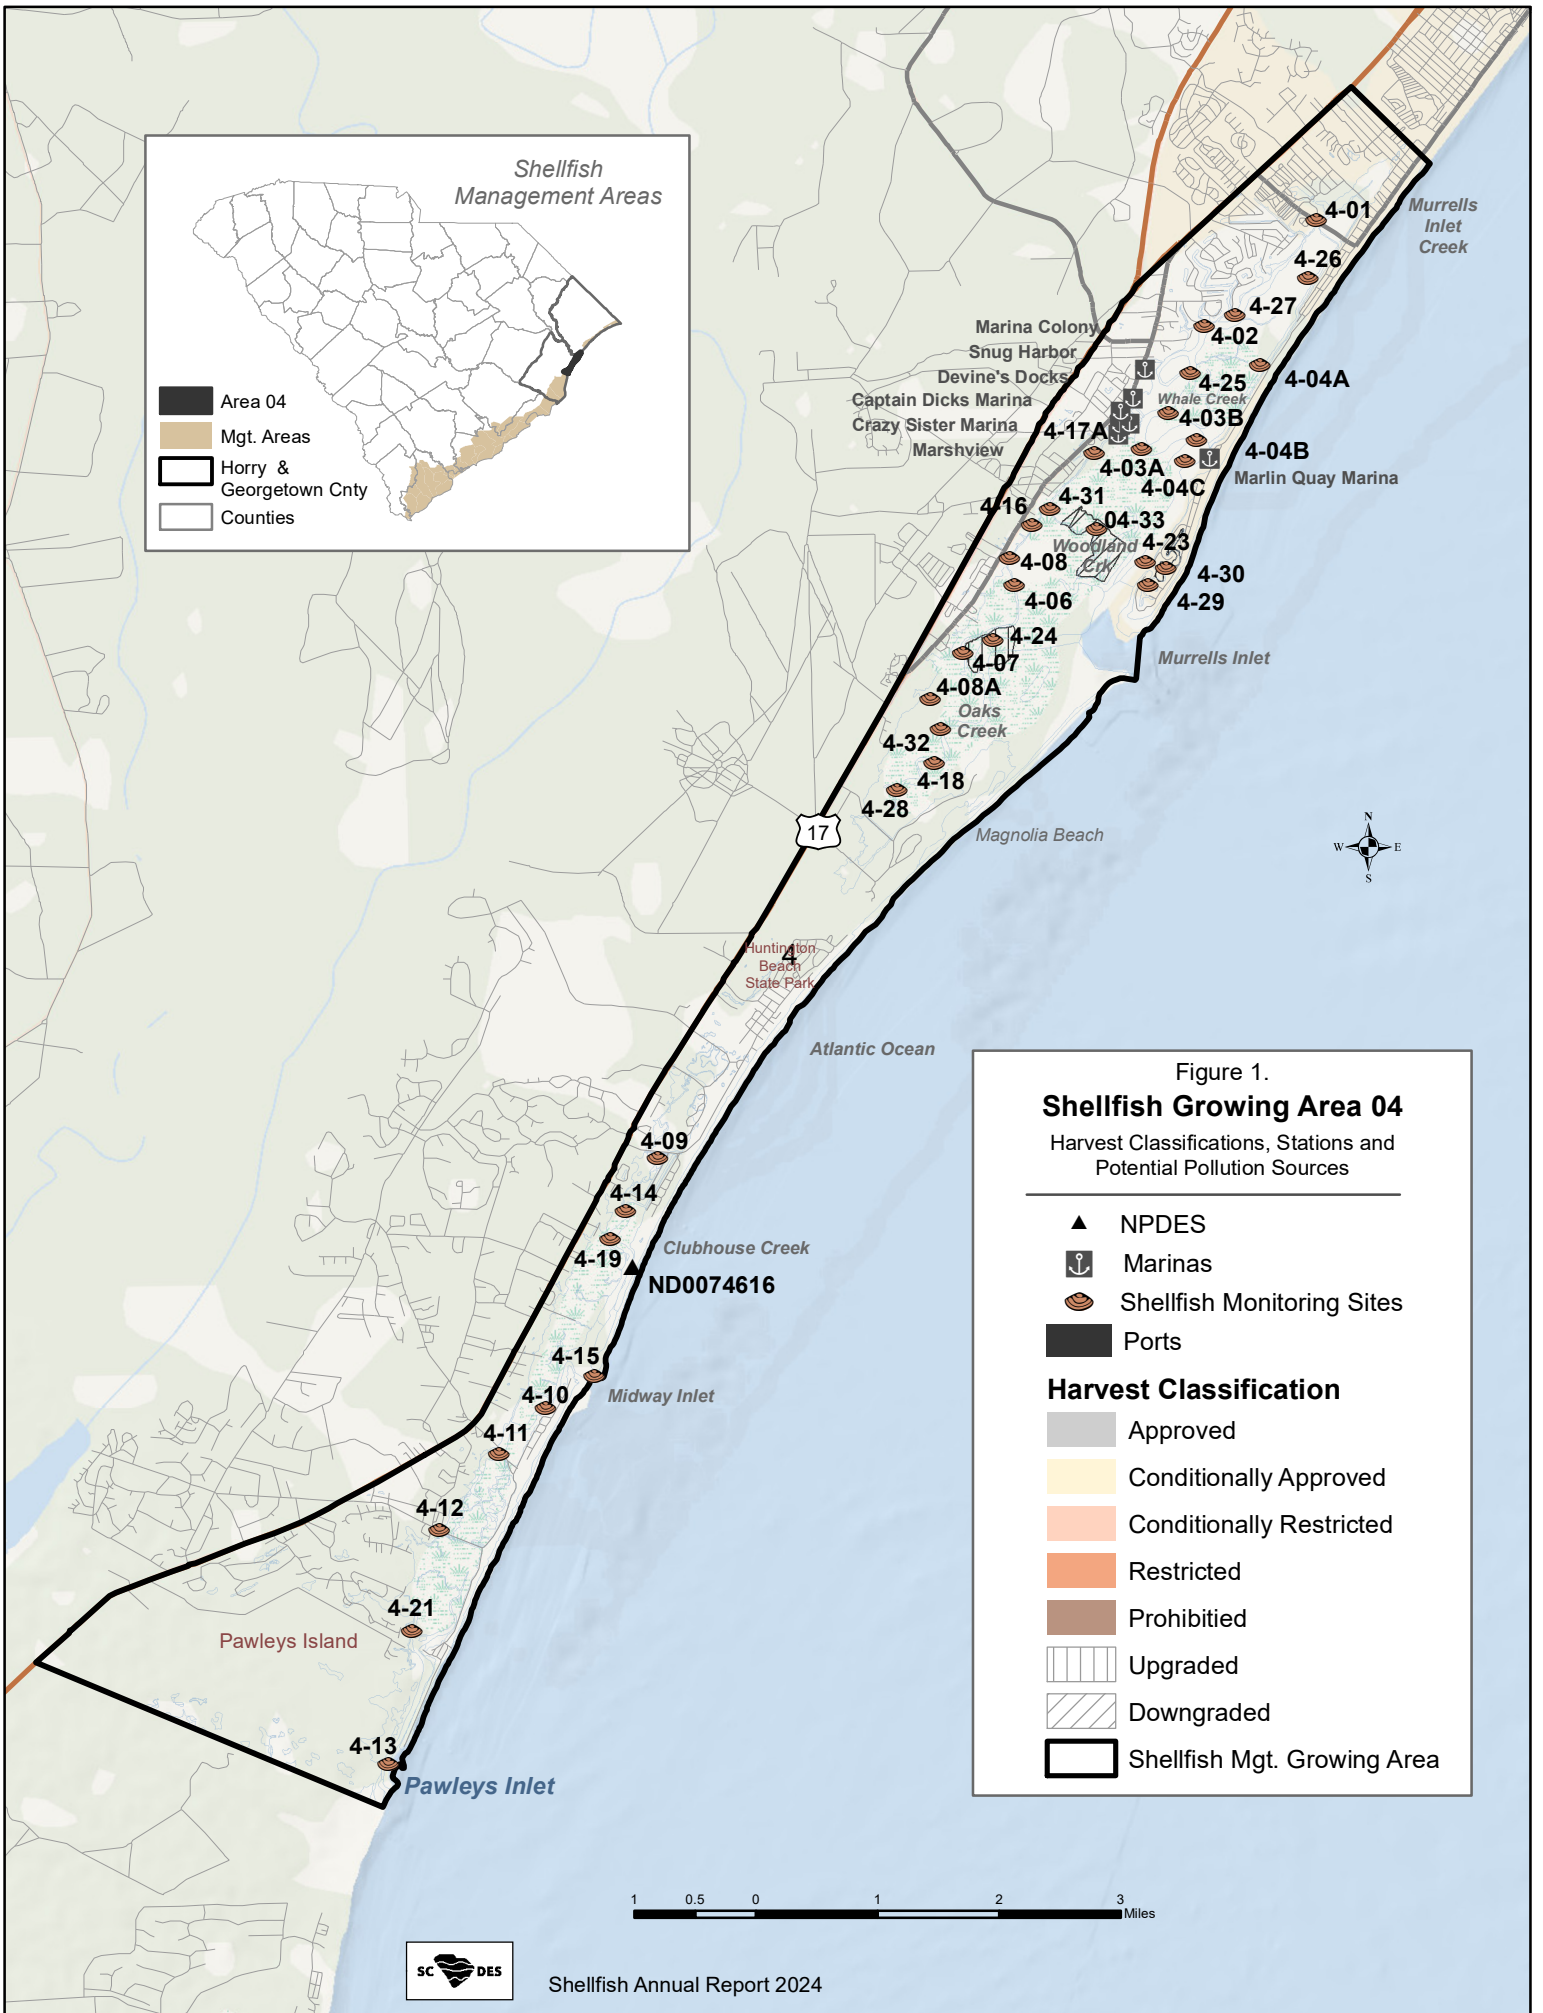 Shellfish
Management Areas
Area 04
Mgt. Areas
Horry &
Georgetown Cnty
Counties
4-01
Murrells
Inlet
Creek
4-26
4-27
4-02
4-04A
4-25
Whale Creek
4-03B
Marina Colony
Snug Harbor
Devine's Docks
Captain Dicks Marina
Crazy Sister Marina
Marshview
4-17A
4-03A
4-04B
4-04C
Marlin Quay Marina
4-16
4-31
04-33
Woodland
Crk
4-23
4-08
4-30
4-06
4-29
4-24
4-07
Murrells Inlet
4-08A
Oaks
Creek
4-32
4-18
4-28
17
Magnolia Beach
N
W
E
S
Huntington
Beach
State Park
4
Atlantic Ocean
4-09
4-14
4-19
Clubhouse Creek
ND0074616
4-15
4-10
Midway Inlet
4-11
4-12
4-21
Pawleys Island
4-13
Pawleys Inlet
Figure 1.
Shellfish Growing Area 04
Harvest Classifications, Stations and
Potential Pollution Sources
NPDES
Marinas
Shellfish Monitoring Sites
Ports
Harvest Classification
Approved
Conditionally Approved
Conditionally Restricted
Restricted
Prohibitied
Upgraded
Downgraded
Shellfish Mgt. Growing Area
1 0.5 0 1 2 3
Miles
SC DES
Shellfish Annual Report 2024